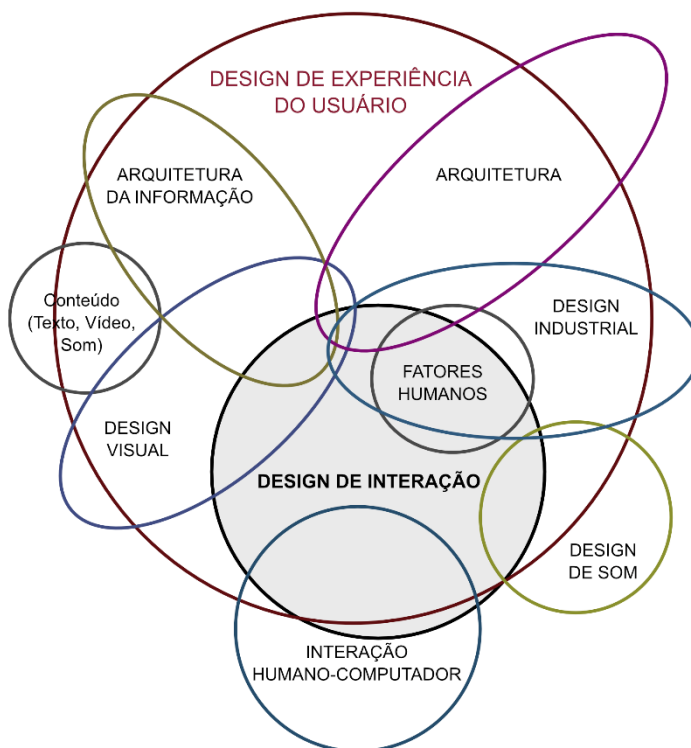 DESIGN DE EXPERIÊNCIA
DO USUÁRIO
ARQUITETURA
DA INFORMAÇÃO
ARQUITETURA
Conteúdo
(Texto, Vídeo,
Som)
DESIGN
INDUSTRIAL
FATORES
HUMANOS
DESIGN
VISUAL
DESIGN DE INTERAÇÃO
DESIGN
DE SOM
INTERAÇÃO
HUMANO-COMPUTADOR